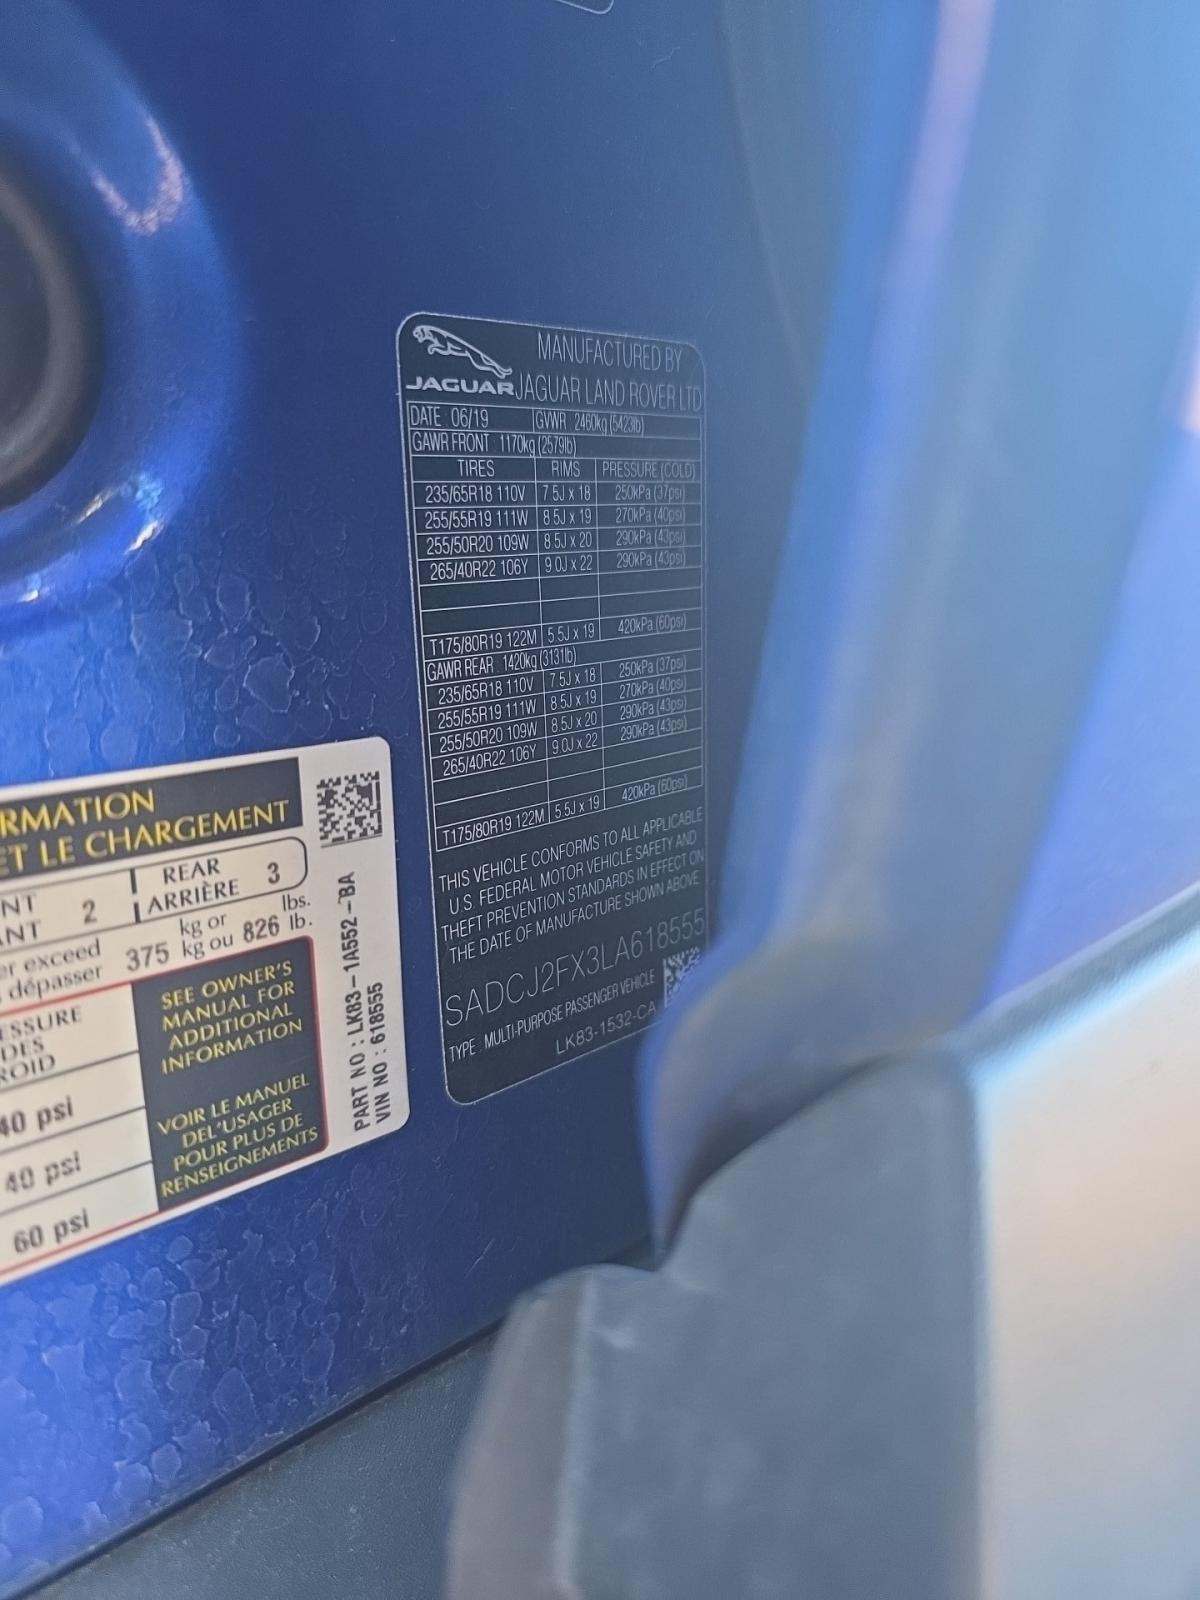 JAGUAR
MANUFACTURED BY
JAGUAR LAND ROVER LTD
DATE 06/19 GVWR 2460kg (5423lb)
GAWR FRONT 1170kg (2579lb)
TIRES RIMS PRESSURE (COLD)
235/65R18 110V 7.5J x 18 250kPa (37psi)
255/55R19 111W 8.5J x 19 270kPa (40psi)
255/50R20 109W 8.5J x 20 290kPa (43psi)
265/40R22 106Y 9.0J x 22 290kPa (43psi)
T175/80R19 122M 5.5J x 19 420kPa (60psi)
GAWR REAR 1420kg (3131lb)
235/65R18 110V 7.5J x 18 250kPa (37psi)
255/55R19 111W 8.5J x 19 270kPa (40psi)
255/50R20 109W 8.5J x 20 290kPa (43psi)
265/40R22 106Y 9.0J x 22 290kPa (43psi)
T175/80R19 122M 5.5J x 19 420kPa (60psi)
THIS VEHICLE CONFORMS TO ALL APPLICABLE
U.S. FEDERAL MOTOR VEHICLE SAFETY AND
THEFT PREVENTION STANDARDS IN EFFECT ON
THE DATE OF MANUFACTURE SHOWN ABOVE
SADCJ2FX3LA618555
TYPE : MULTI-PURPOSE PASSENGER VEHICLE
LK83-1532-CA
RMATION
ET LE CHARGEMENT
NT
ANT
2
REAR
ARRIÈRE
3
er exceed
dépasser
375
kg or
kg ou
826
lbs.
lb.
ESSURE
DES
ROID
40 psi
40 psi
60 psi
SEE OWNER'S
MANUAL FOR
ADDITIONAL
INFORMATION
VOIR LE MANUEL
DEL'USAGER
POUR PLUS DE
RENSEIGNEMENTS
PART NO : LK83-1A552-BA
VIN NO : 618555